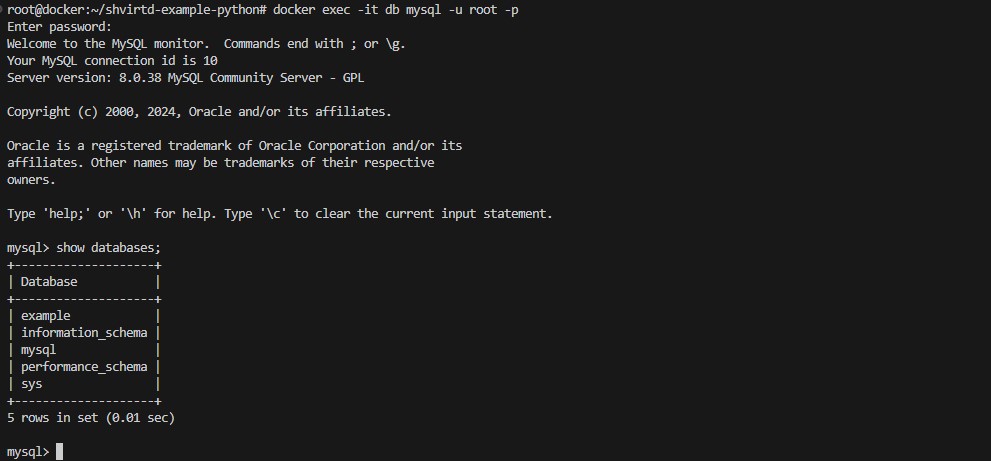 root@docker:~/shvirtd-example-python# docker exec -it db mysql -u root -p
Enter password:
Welcome to the MySQL monitor.  Commands end with ; or \g.
Your MySQL connection id is 10
Server version: 8.0.38 MySQL Community Server - GPL

Copyright (c) 2000, 2024, Oracle and/or its affiliates.

Oracle is a registered trademark of Oracle Corporation and/or its
affiliates. Other names may be trademarks of their respective
owners.

Type 'help;' or '\h' for help. Type '\c' to clear the current input statement.

mysql> show databases;
+--------------------+
| Database           |
+--------------------+
| example            |
| information_schema |
| mysql              |
| performance_schema |
| sys                |
+--------------------+
5 rows in set (0.01 sec)

mysql>